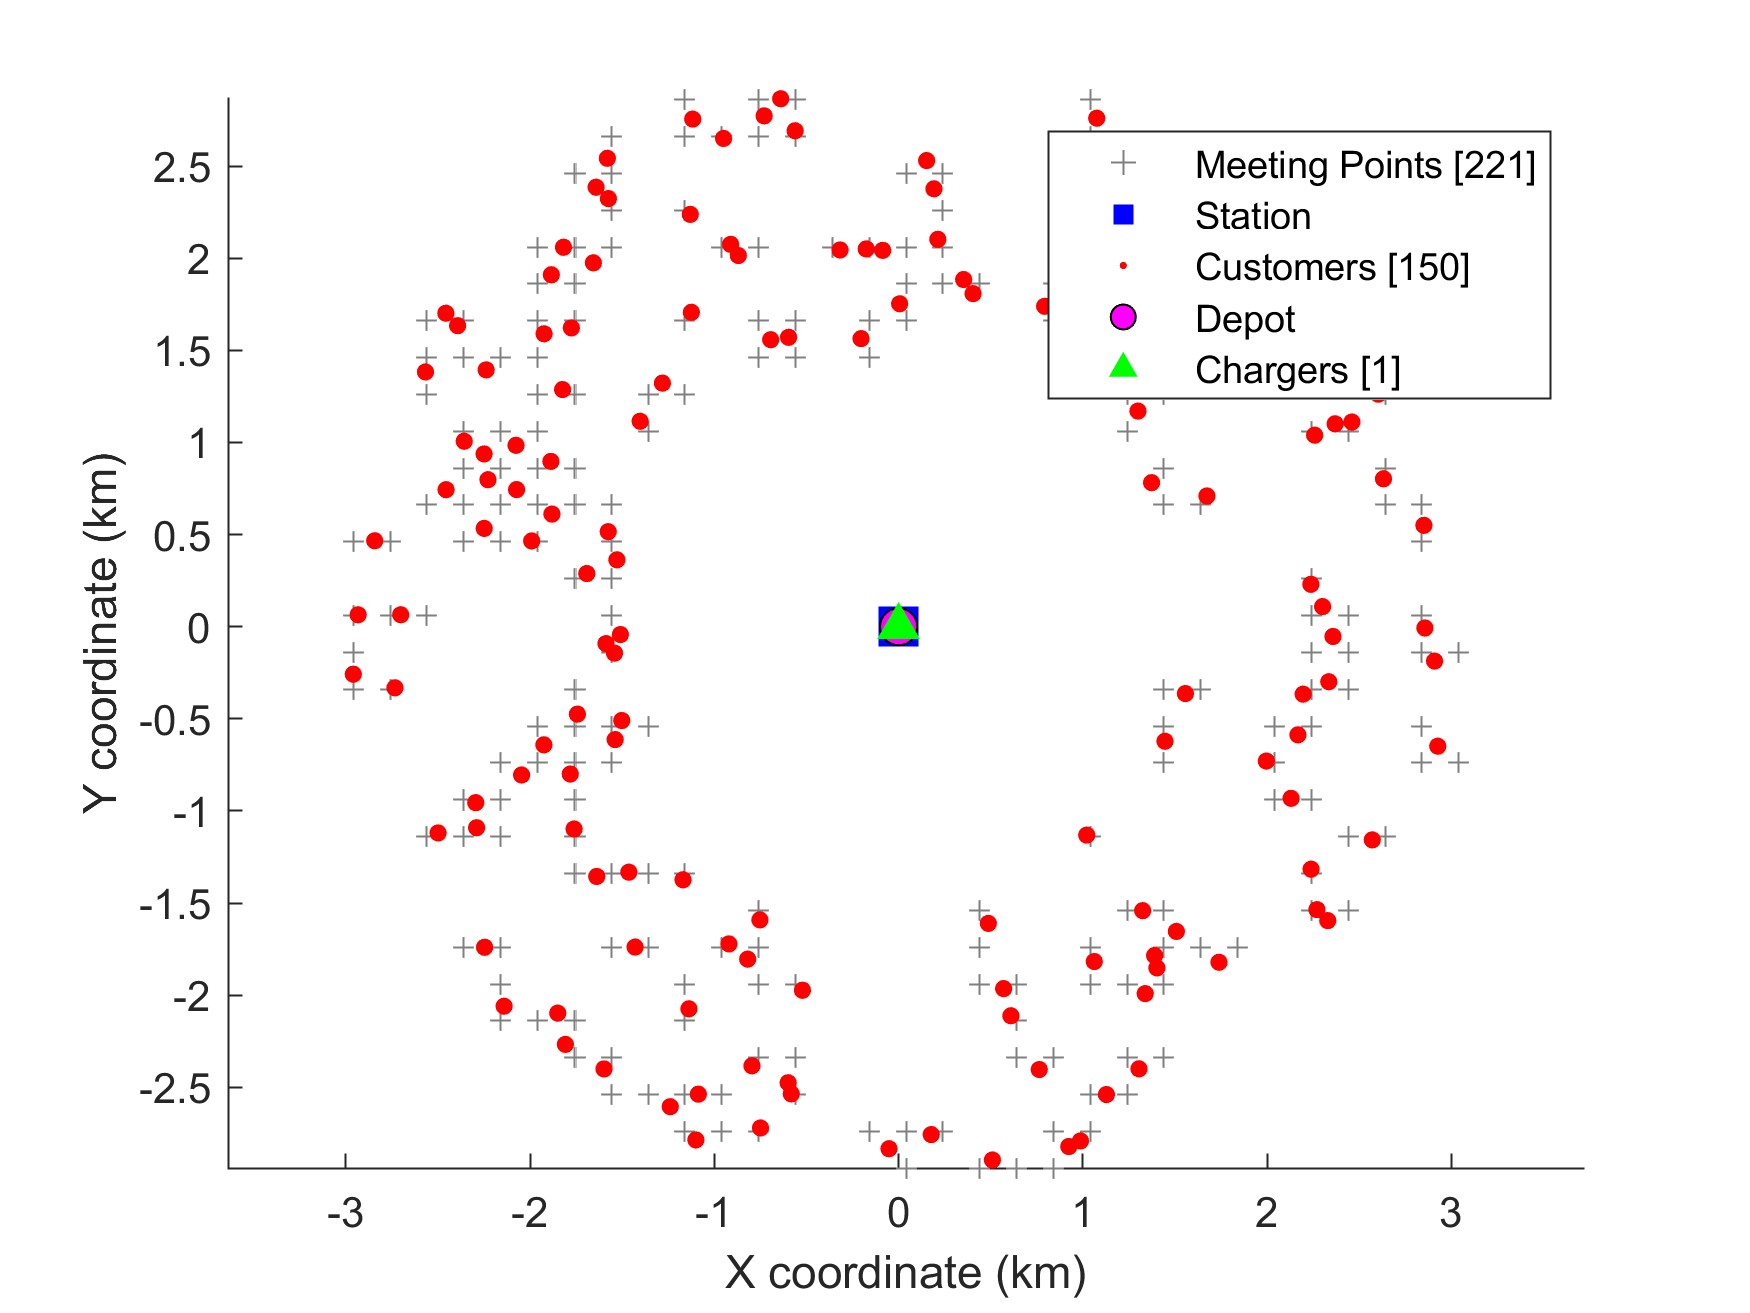 2.5
2
1.5
1
0.5
0
-0.5
-1
-1.5
-2
-2.5
Y coordinate (km)
Meeting Points [221]
Station
Customers [150]
Depot
Chargers [1]
-3 -2 -1 0 1 2 3
X coordinate (km)